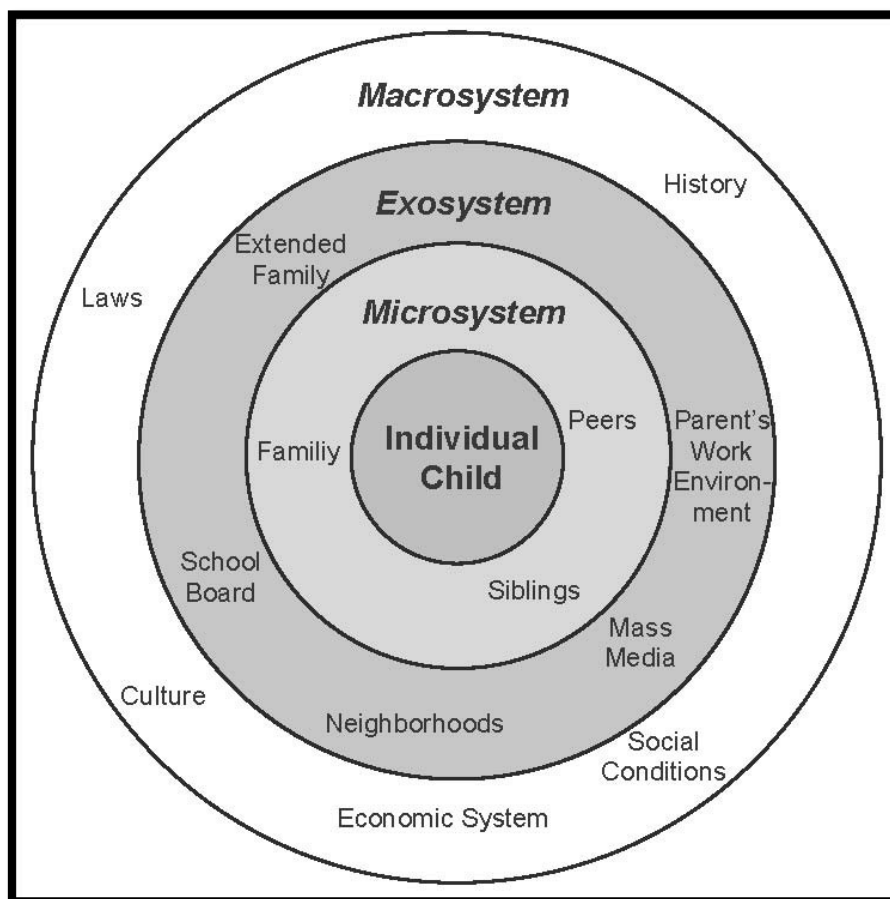 Macrosystem
History
Exosystem
Extended
Family
Laws
Microsystem
Individual
Child
Peers
Familiy
Parent's
Work
Environ-
ment
School
Board
Siblings
Mass
Media
Culture
Neighborhoods
Social
Conditions
Economic System